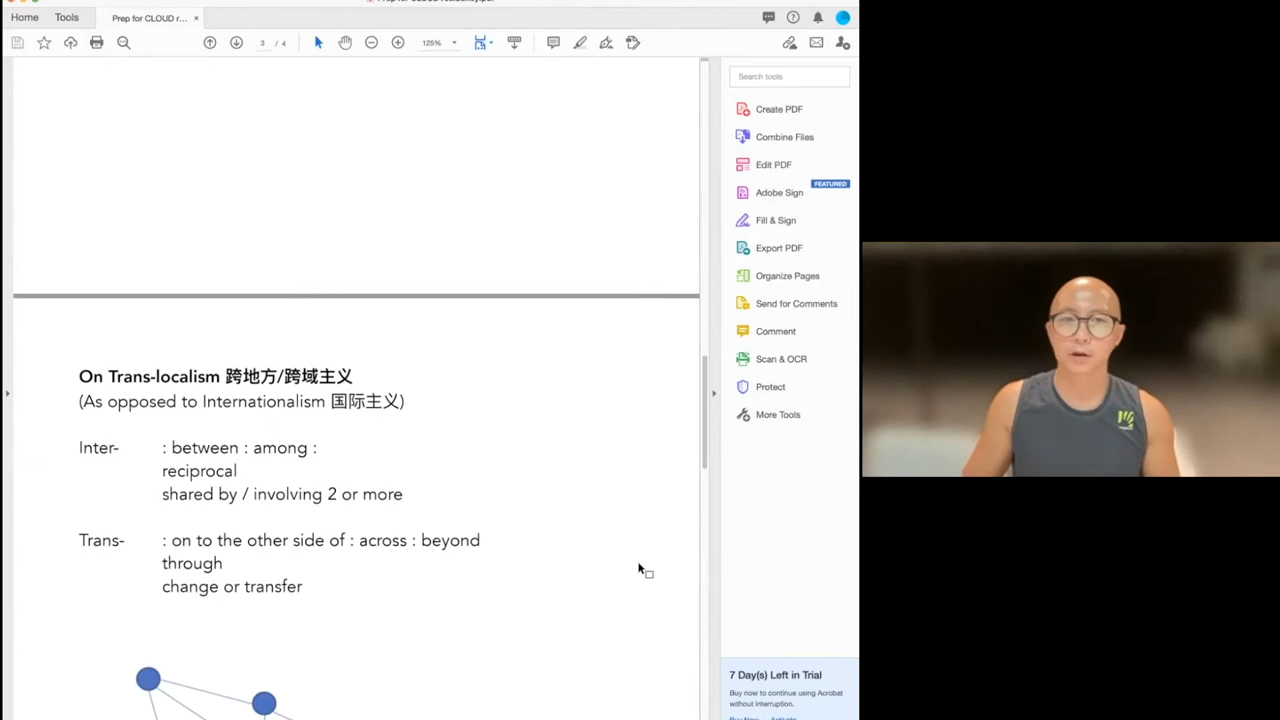 Home
Tools
Prep for CLOUD r...
×
3 / 4
125%
Search tools
Create PDF
Combine Files
Edit PDF
FEATURED
Adobe Sign
Fill & Sign
Export PDF
Organize Pages
Send for Comments
Comment
Scan & OCR
Protect
More Tools
On Trans-localism 跨地方/跨域主义
(As opposed to Internationalism 国际主义)
Inter- : between : among :
reciprocal
shared by / involving 2 or more
Trans- : on to the other side of : across : beyond
through
change or transfer
7 Day(s) Left in Trial
Buy now to continue using Acrobat
without interruption.